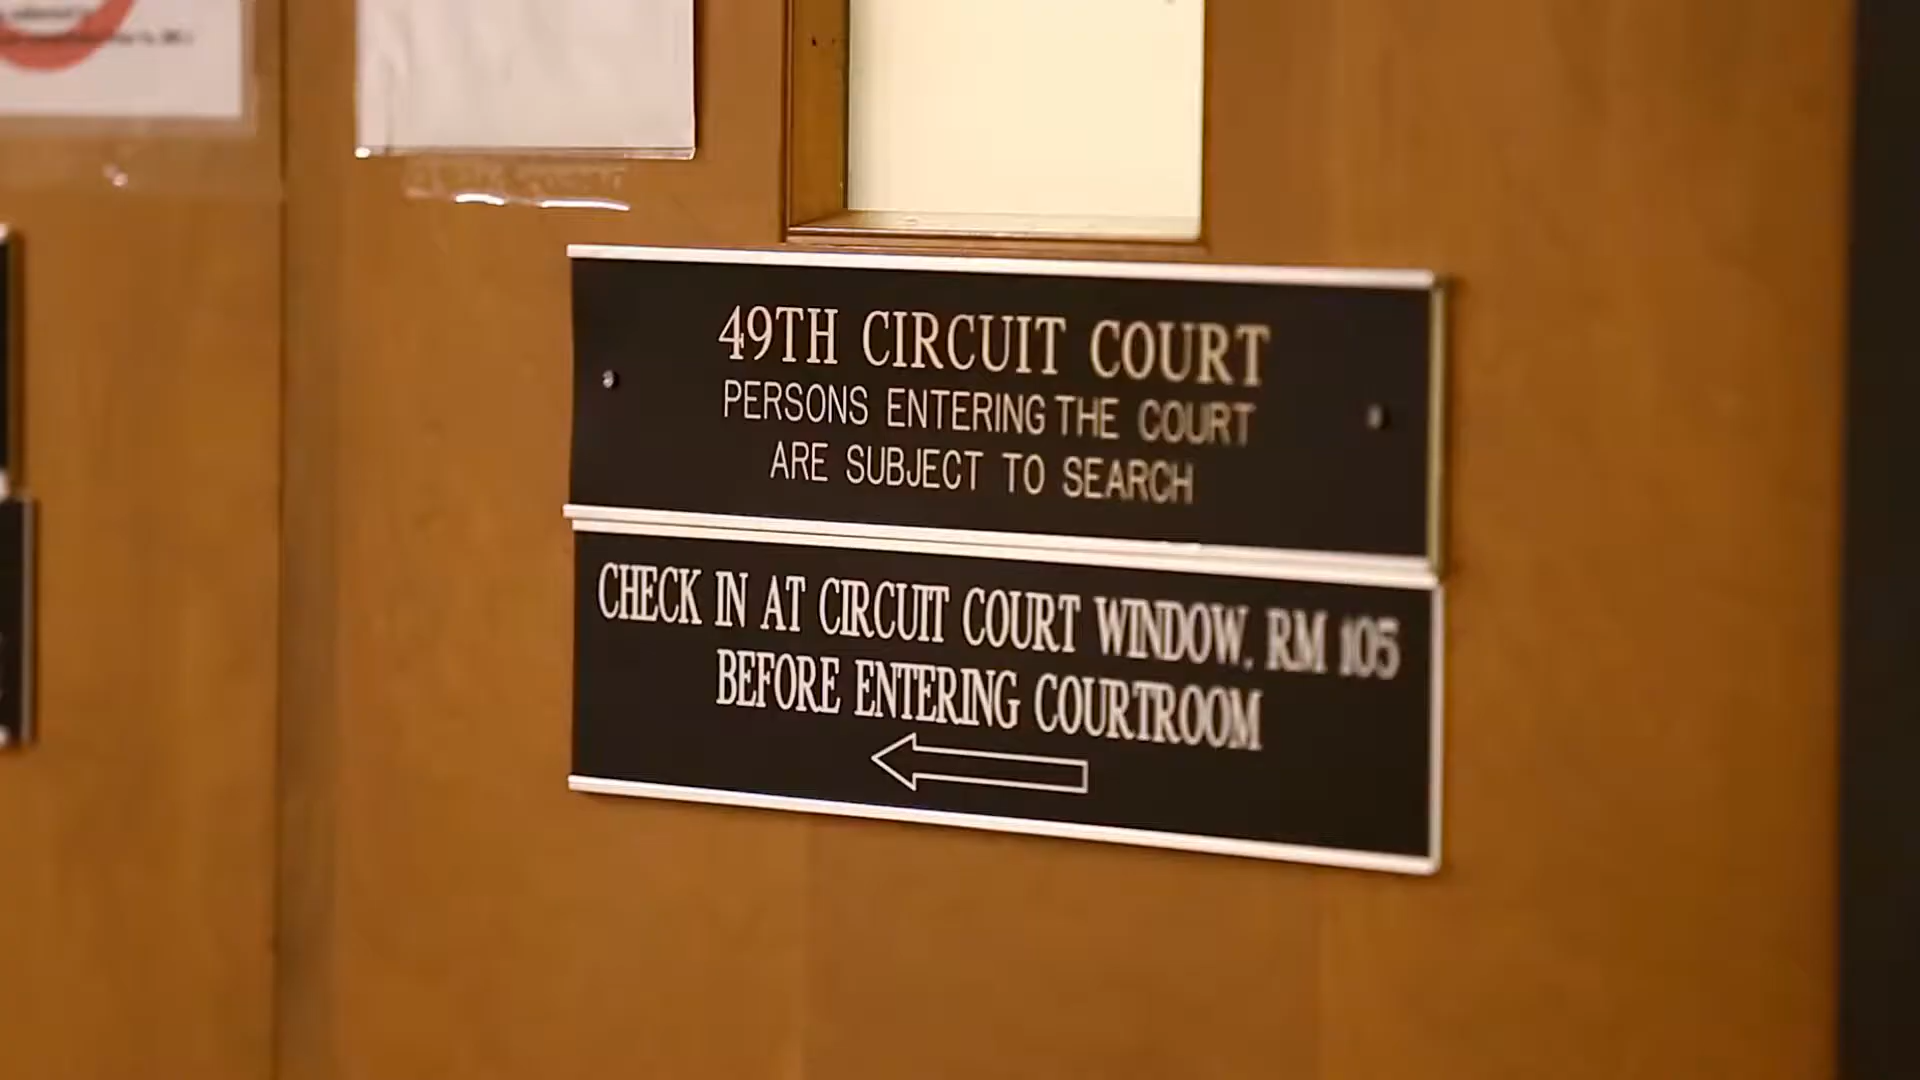 49TH CIRCUIT COURT
PERSONS ENTERING THE COURT
ARE SUBJECT TO SEARCH
CHECK IN AT CIRCUIT COURT WINDOW, RM 105
BEFORE ENTERING COURTROOM